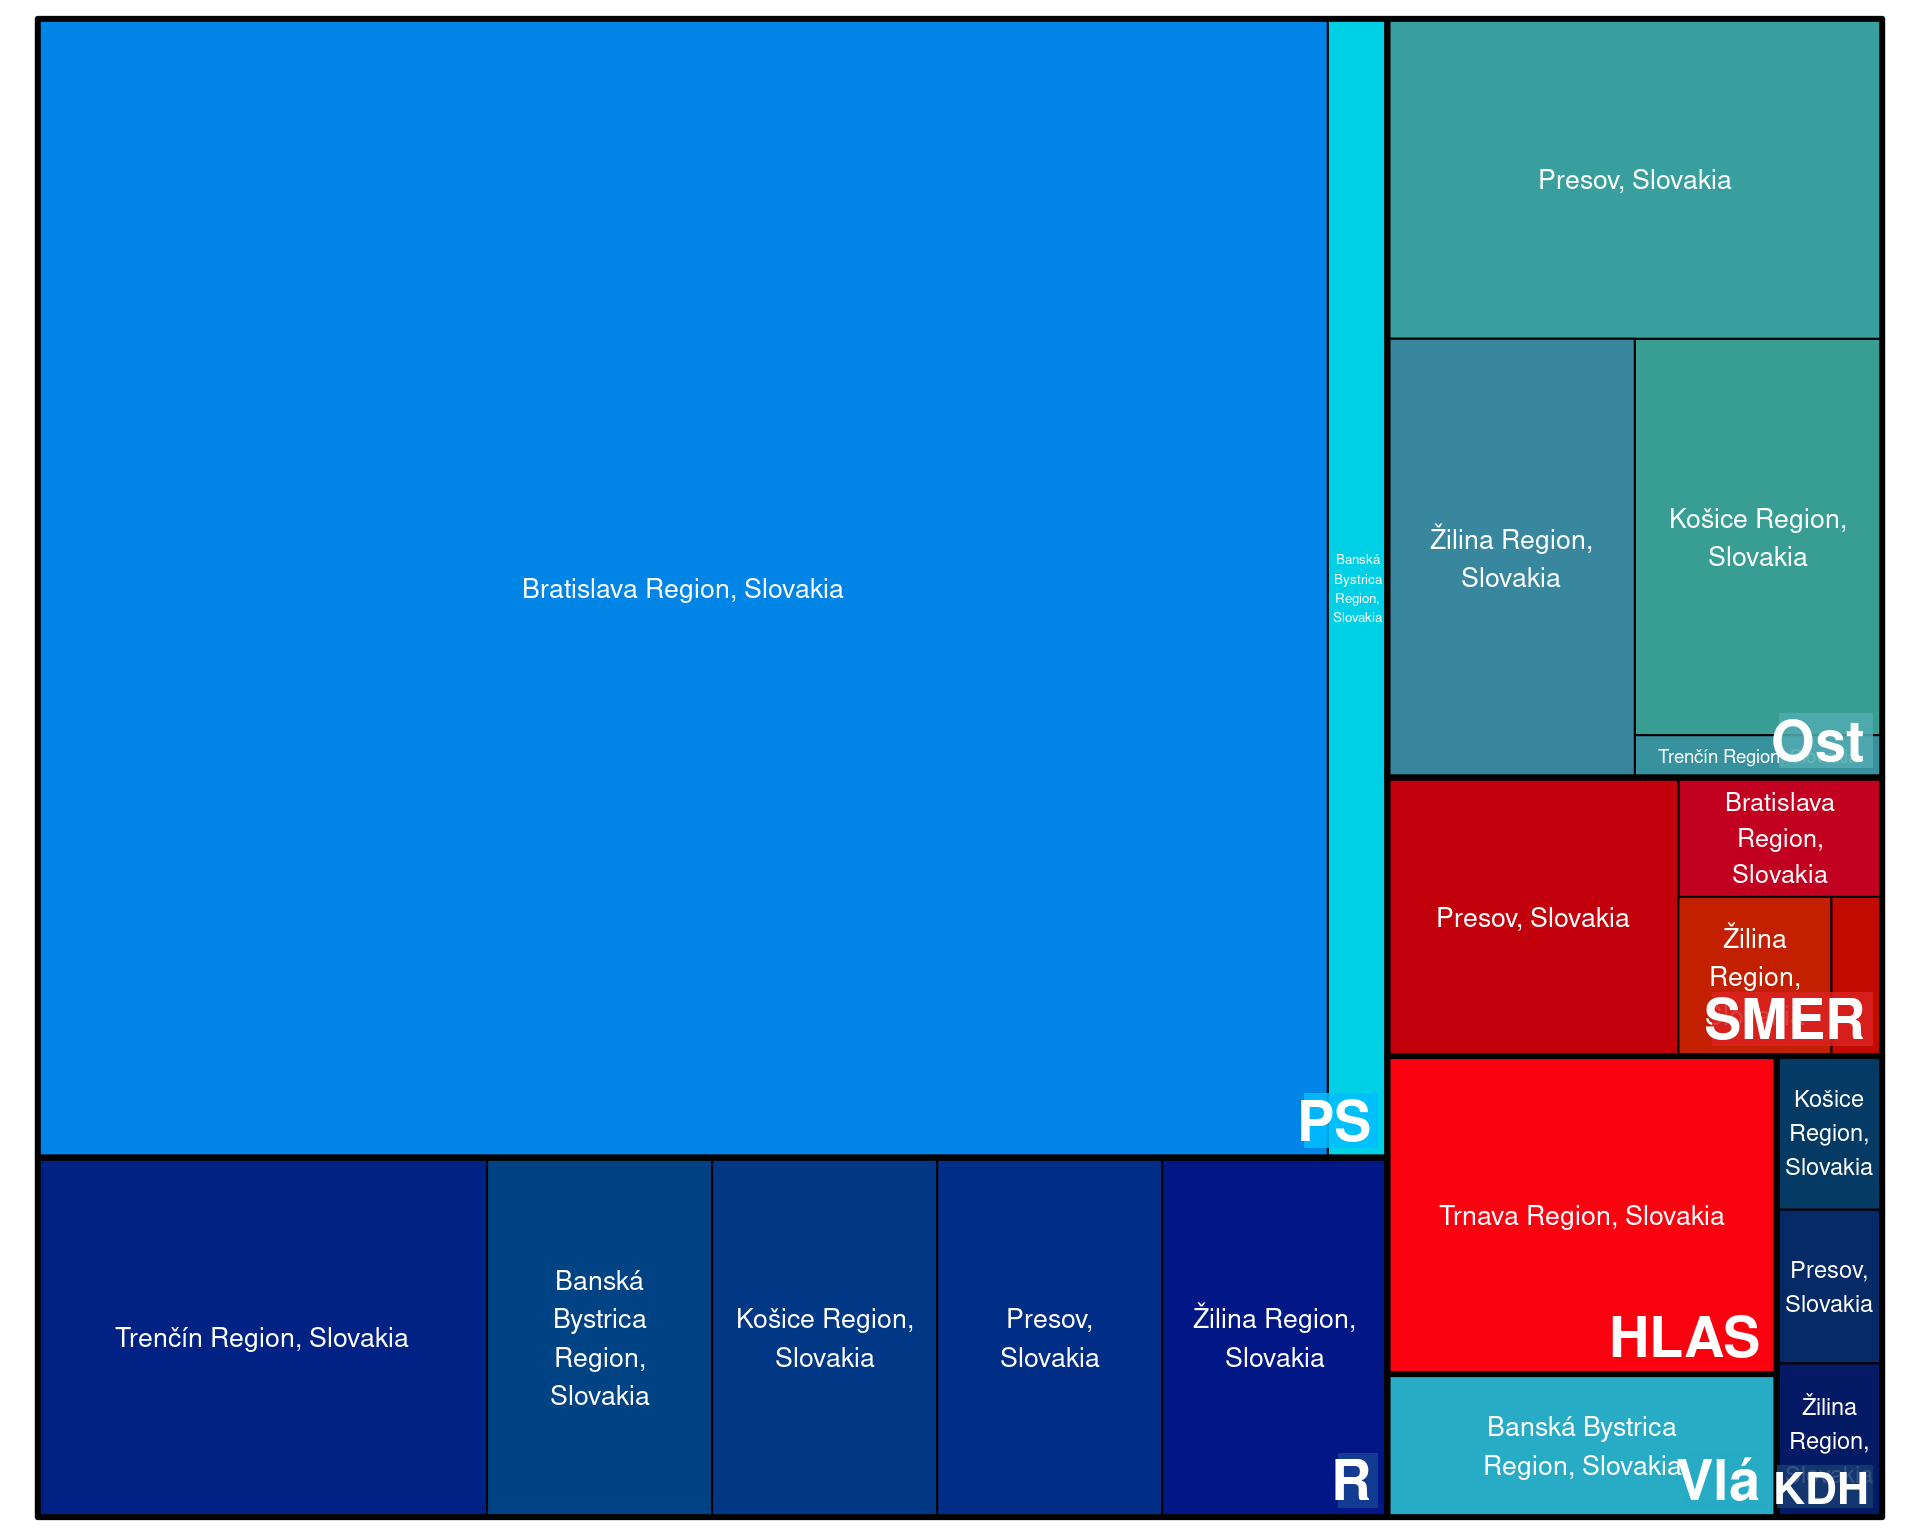 Bratislava Region, Slovakia
Banská
Bystrica
Region,
Slovakia
PS
Trenčín Region, Slovakia
Banská
Bystrica
Region,
Slovakia
Košice Region,
Slovakia
Presov,
Slovakia
Žilina Region,
Slovakia
R
Presov, Slovakia
Žilina Region,
Slovakia
Košice Region,
Slovakia
Trenčín Region
Ost
Presov, Slovakia
Bratislava
Region,
Slovakia
Žilina
Region,
SMER
Trnava Region, Slovakia
HLAS
Banská Bystrica
Region, Slovakia
Vlá
Košice
Region,
Slovakia
Presov,
Slovakia
Žilina
Region,
KDH